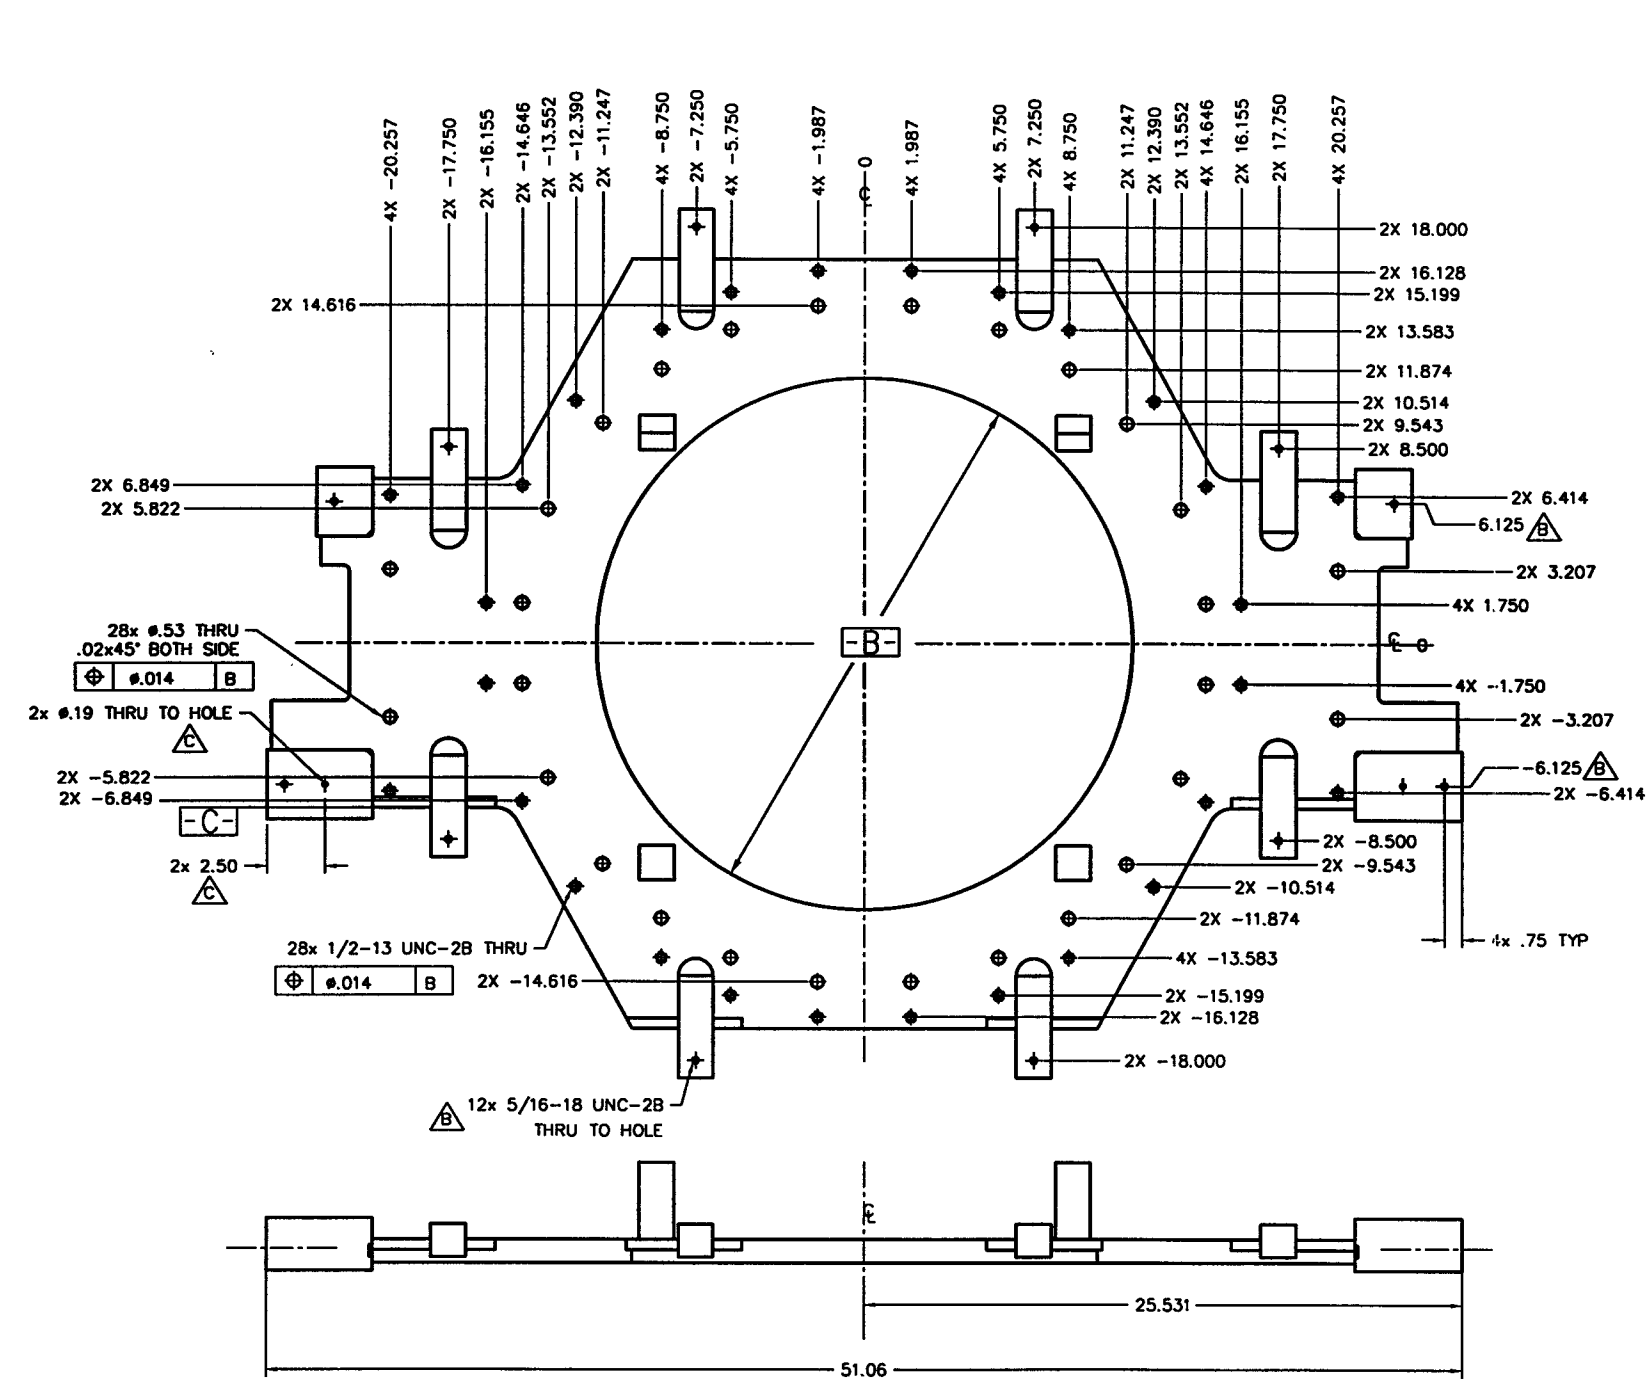 4X -20.257
2X -17.750
2X -16.155
2X -14.646
2X -13.552
2X -12.390
2X -11.247
4X -8.750
2X -7.250
4X -5.750
4X -1.987
0
CL
4X 1.987
4X 5.750
2X 7.250
4X 8.750
2X 11.247
2X 12.390
2X 13.552
4X 14.646
2X 16.155
2X 17.750
4X 20.257
2X 18.000
2X 16.128
2X 15.199
2X 14.616
2X 13.583
2X 11.874
2X 10.514
2X 9.543
2X 8.500
2X 6.849
2X 5.822
2X 6.414
6.125 B
2X 3.207
4X 1.750
28x ø.53 THRU
.02x45° BOTH SIDE
⌖ ø.014 B
-B-
CL 0
4X -1.750
2x ø.19 THRU TO HOLE
C
2X -3.207
2X -5.822
2X -6.849
-C-
-6.125 B
2X -6.414
2x 2.50
C
2X -8.500
2X -9.543
2X -10.514
2X -11.874
4x .75 TYP
28x 1/2-13 UNC-2B THRU
⌖ ø.014 B
2X -14.616
4X -13.583
2X -15.199
2X -16.128
2X -18.000
B 12x 5/16-18 UNC-2B
THRU TO HOLE
CL
25.531
51.06